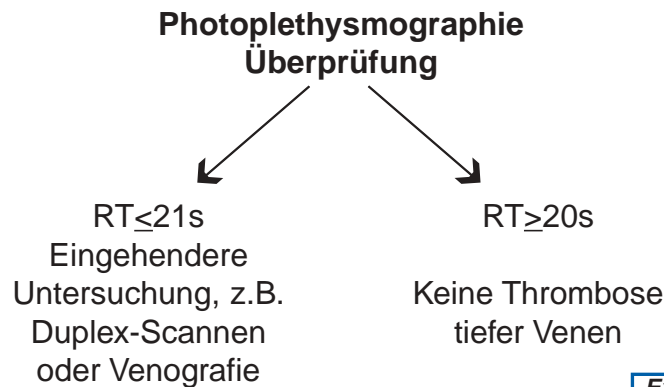 Photoplethysmographie
Überprüfung
RT≤21s
Eingehendere
Untersuchung, z.B.
Duplex-Scannen
oder Venografie
RT≥20s
Keine Thrombose
tiefer Venen